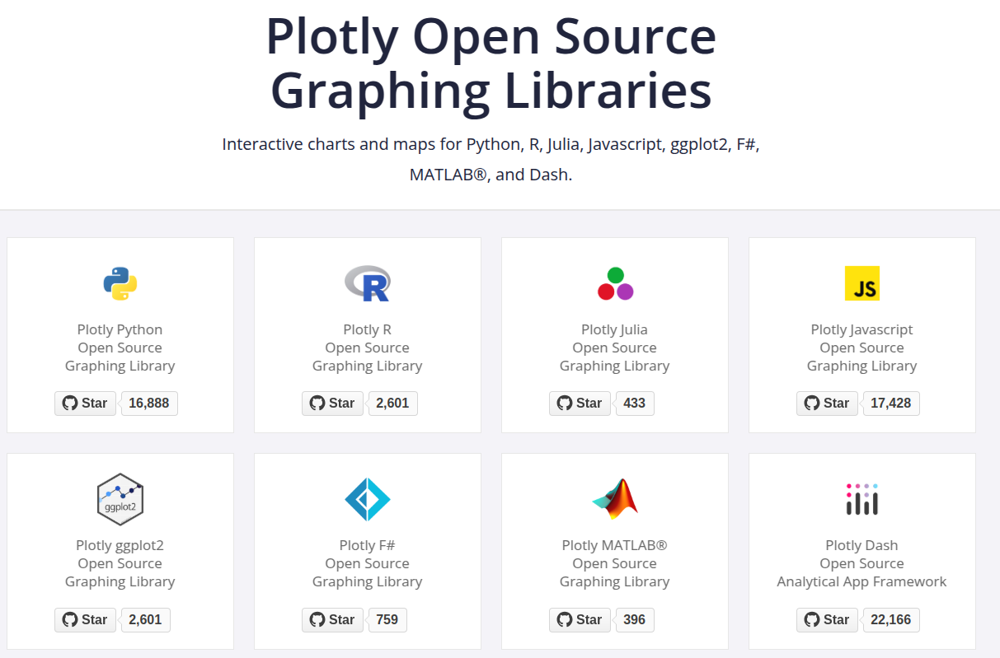 Plotly Open Source
Graphing Libraries
Interactive charts and maps for Python, R, Julia, Javascript, ggplot2, F#,
MATLAB®, and Dash.
R
JS
Plotly Python
Open Source
Graphing Library
Star 16,888
Plotly R
Open Source
Graphing Library
Star 2,601
Plotly Julia
Open Source
Graphing Library
Star 433
Plotly Javascript
Open Source
Graphing Library
Star 17,428
ggplot2
Plotly ggplot2
Open Source
Graphing Library
Star 2,601
Plotly F#
Open Source
Graphing Library
Star 759
Plotly MATLAB®
Open Source
Graphing Library
Star 396
Plotly Dash
Open Source
Analytical App Framework
Star 22,166